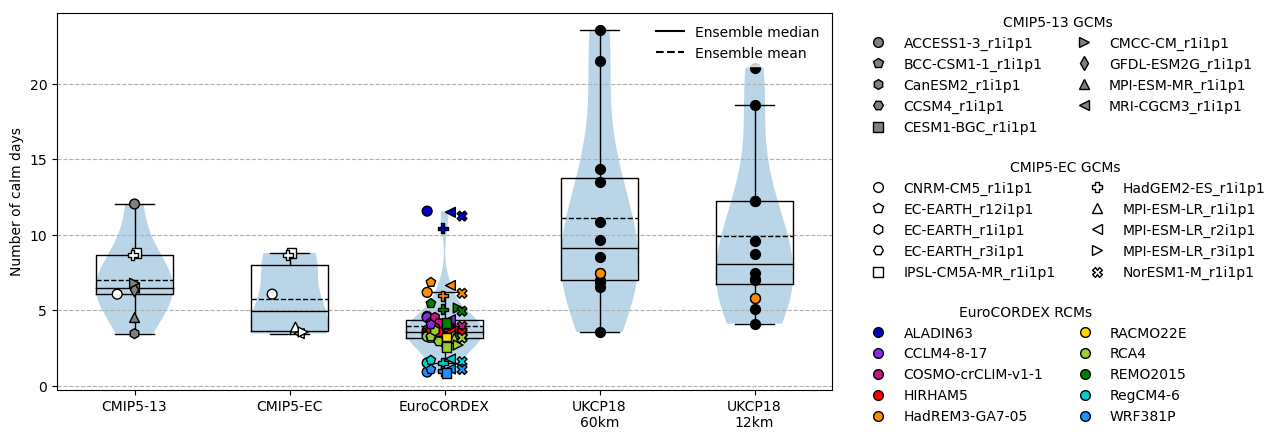 Number of calm days
20
15
10
5
0
Ensemble median
Ensemble mean
CMIP5-13
CMIP5-EC
EuroCORDEX
UKCP18
60km
UKCP18
12km
CMIP5-13 GCMs
ACCESS1-3_r1i1p1
BCC-CSM1-1_r1i1p1
CanESM2_r1i1p1
CCSM4_r1i1p1
CESM1-BGC_r1i1p1
CMCC-CM_r1i1p1
GFDL-ESM2G_r1i1p1
MPI-ESM-MR_r1i1p1
MRI-CGCM3_r1i1p1
CMIP5-EC GCMs
CNRM-CM5_r1i1p1
EC-EARTH_r12i1p1
EC-EARTH_r1i1p1
EC-EARTH_r3i1p1
IPSL-CM5A-MR_r1i1p1
HadGEM2-ES_r1i1p1
MPI-ESM-LR_r1i1p1
MPI-ESM-LR_r2i1p1
MPI-ESM-LR_r3i1p1
NorESM1-M_r1i1p1
EuroCORDEX RCMs
ALADIN63
CCLM4-8-17
COSMO-crCLIM-v1-1
HIRHAM5
HadREM3-GA7-05
RACMO22E
RCA4
REMO2015
RegCM4-6
WRF381P